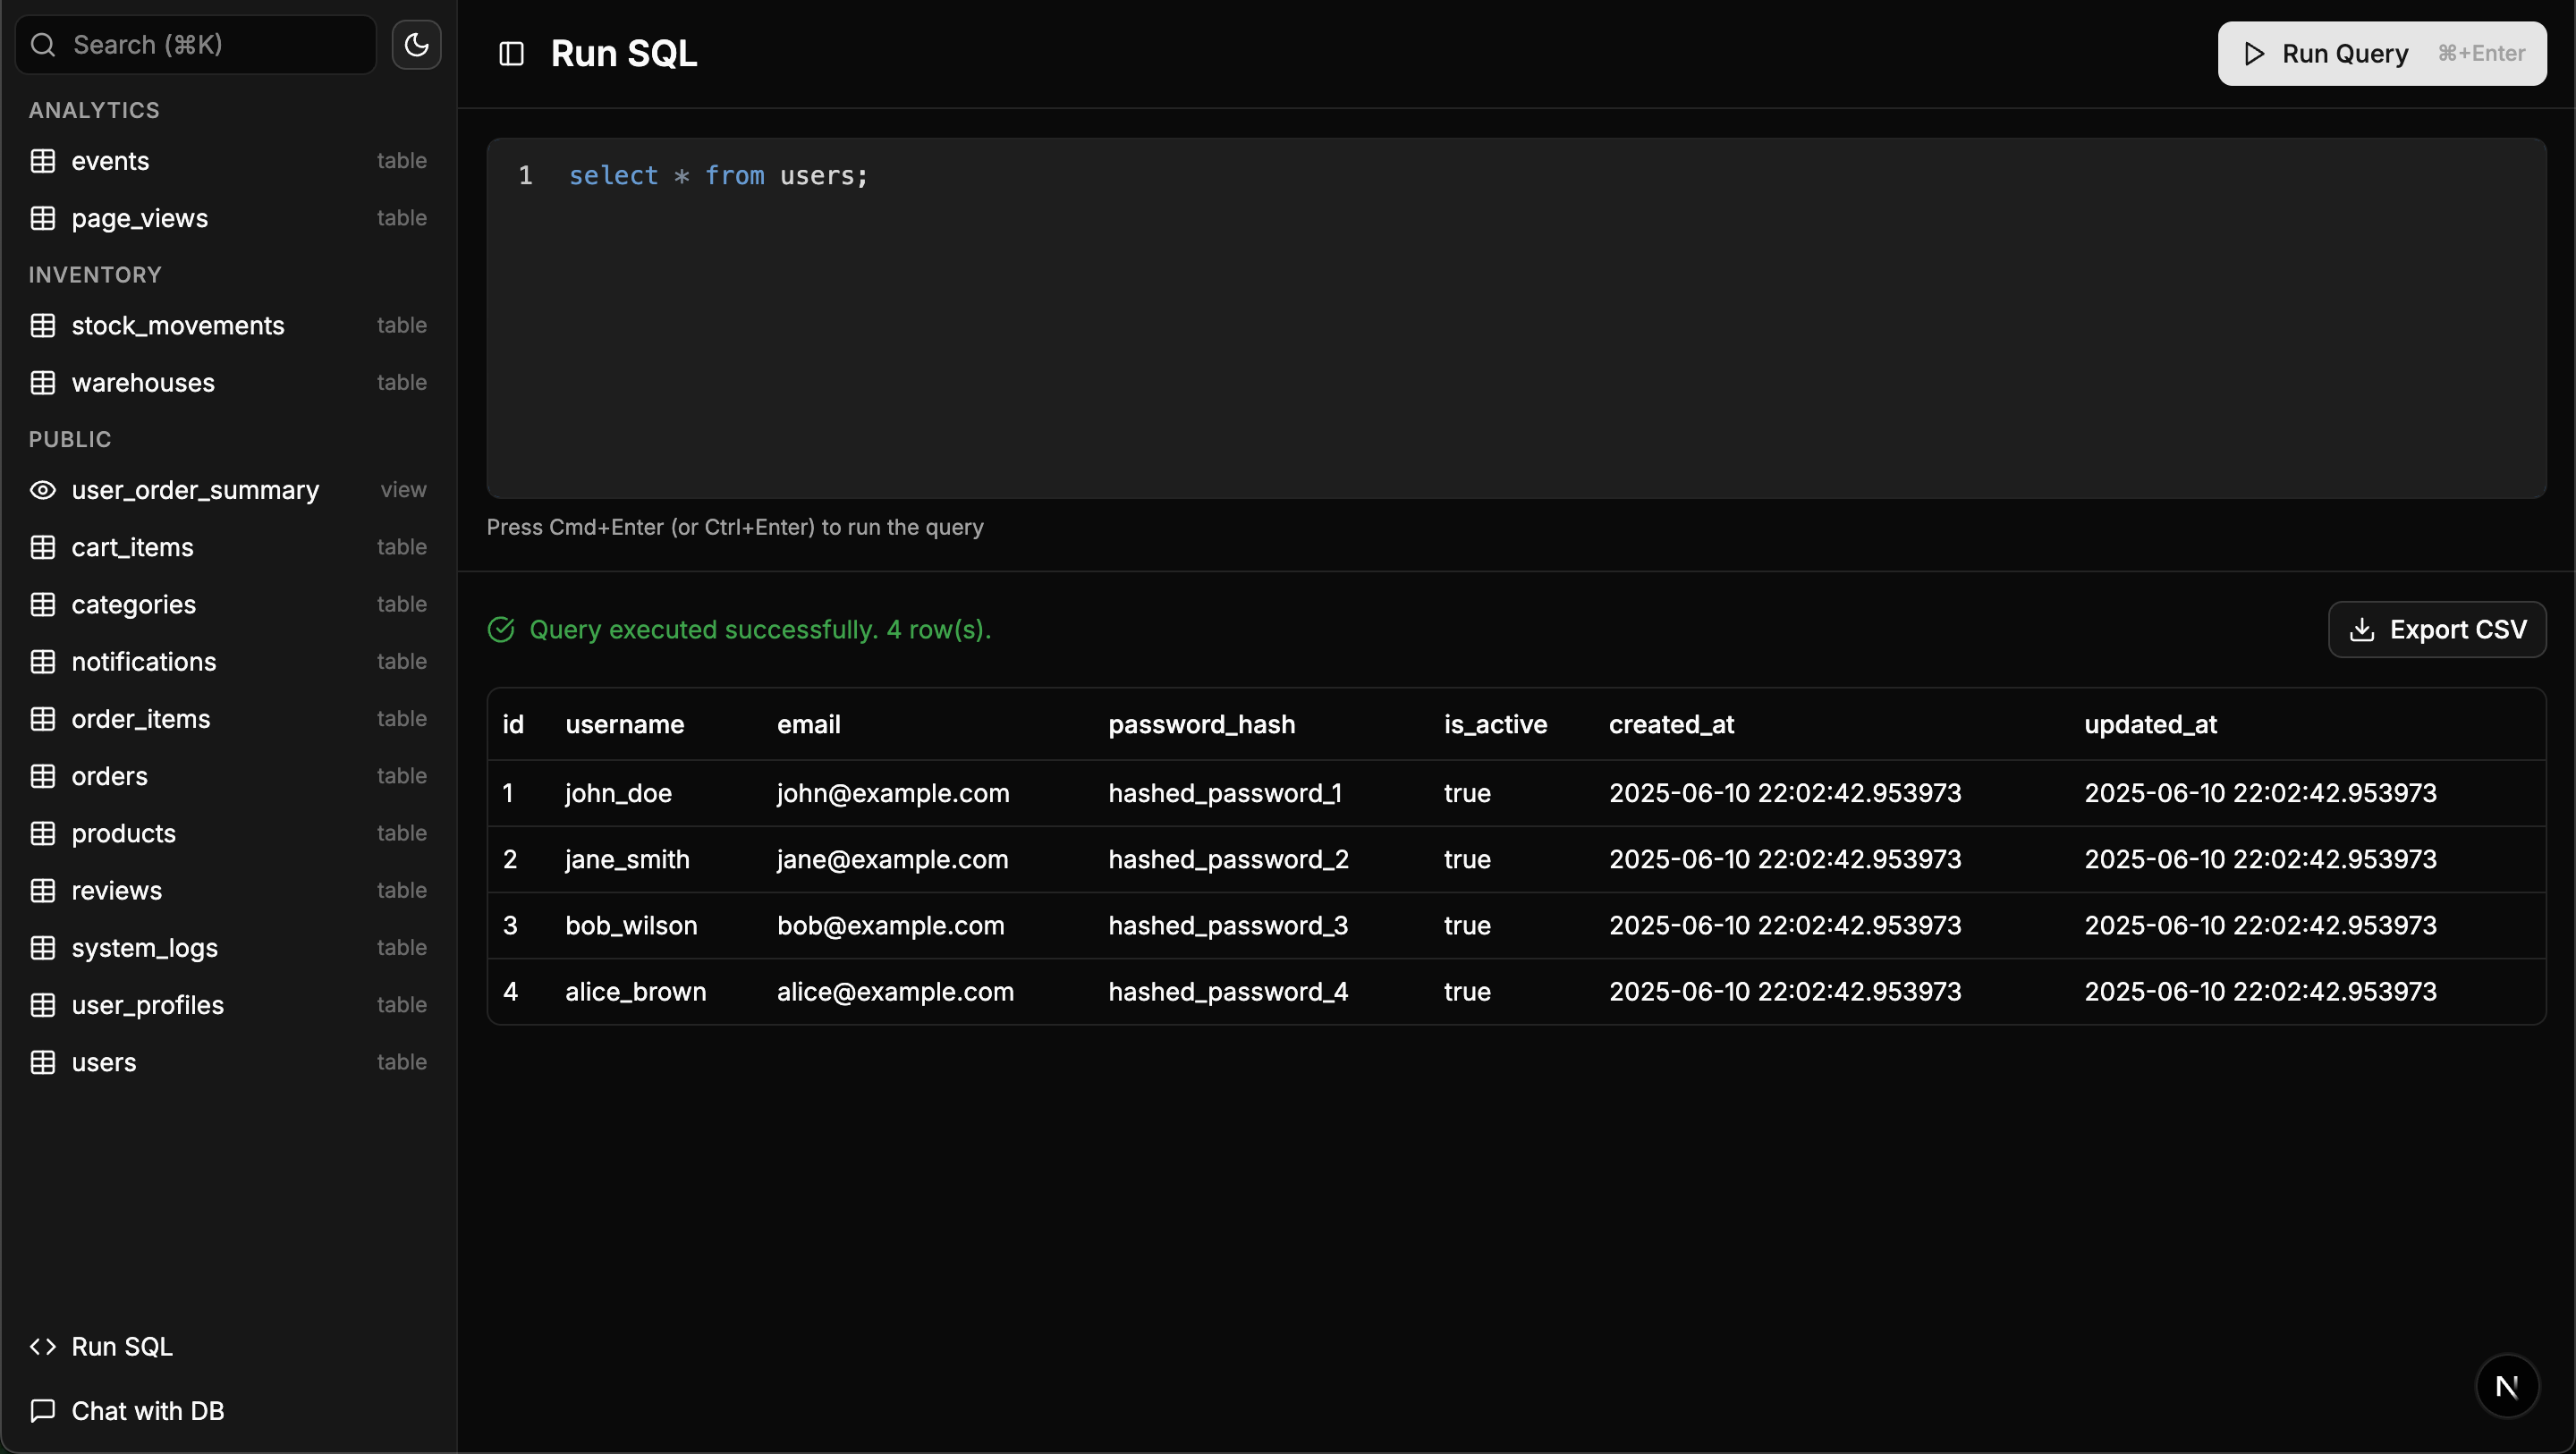 Search (⌘K)
ANALYTICS
events table
page_views table
INVENTORY
stock_movements table
warehouses table
PUBLIC
user_order_summary view
cart_items table
categories table
notifications table
order_items table
orders table
products table
reviews table
system_logs table
user_profiles table
users table
Run SQL
Chat with DB
Run SQL
Run Query ⌘+Enter
1 select * from users;
Press Cmd+Enter (or Ctrl+Enter) to run the query
Query executed successfully. 4 row(s).
Export CSV
id username email password_hash is_active created_at updated_at
1 john_doe john@example.com hashed_password_1 true 2025-06-10 22:02:42.953973 2025-06-10 22:02:42.953973
2 jane_smith jane@example.com hashed_password_2 true 2025-06-10 22:02:42.953973 2025-06-10 22:02:42.953973
3 bob_wilson bob@example.com hashed_password_3 true 2025-06-10 22:02:42.953973 2025-06-10 22:02:42.953973
4 alice_brown alice@example.com hashed_password_4 true 2025-06-10 22:02:42.953973 2025-06-10 22:02:42.953973
N